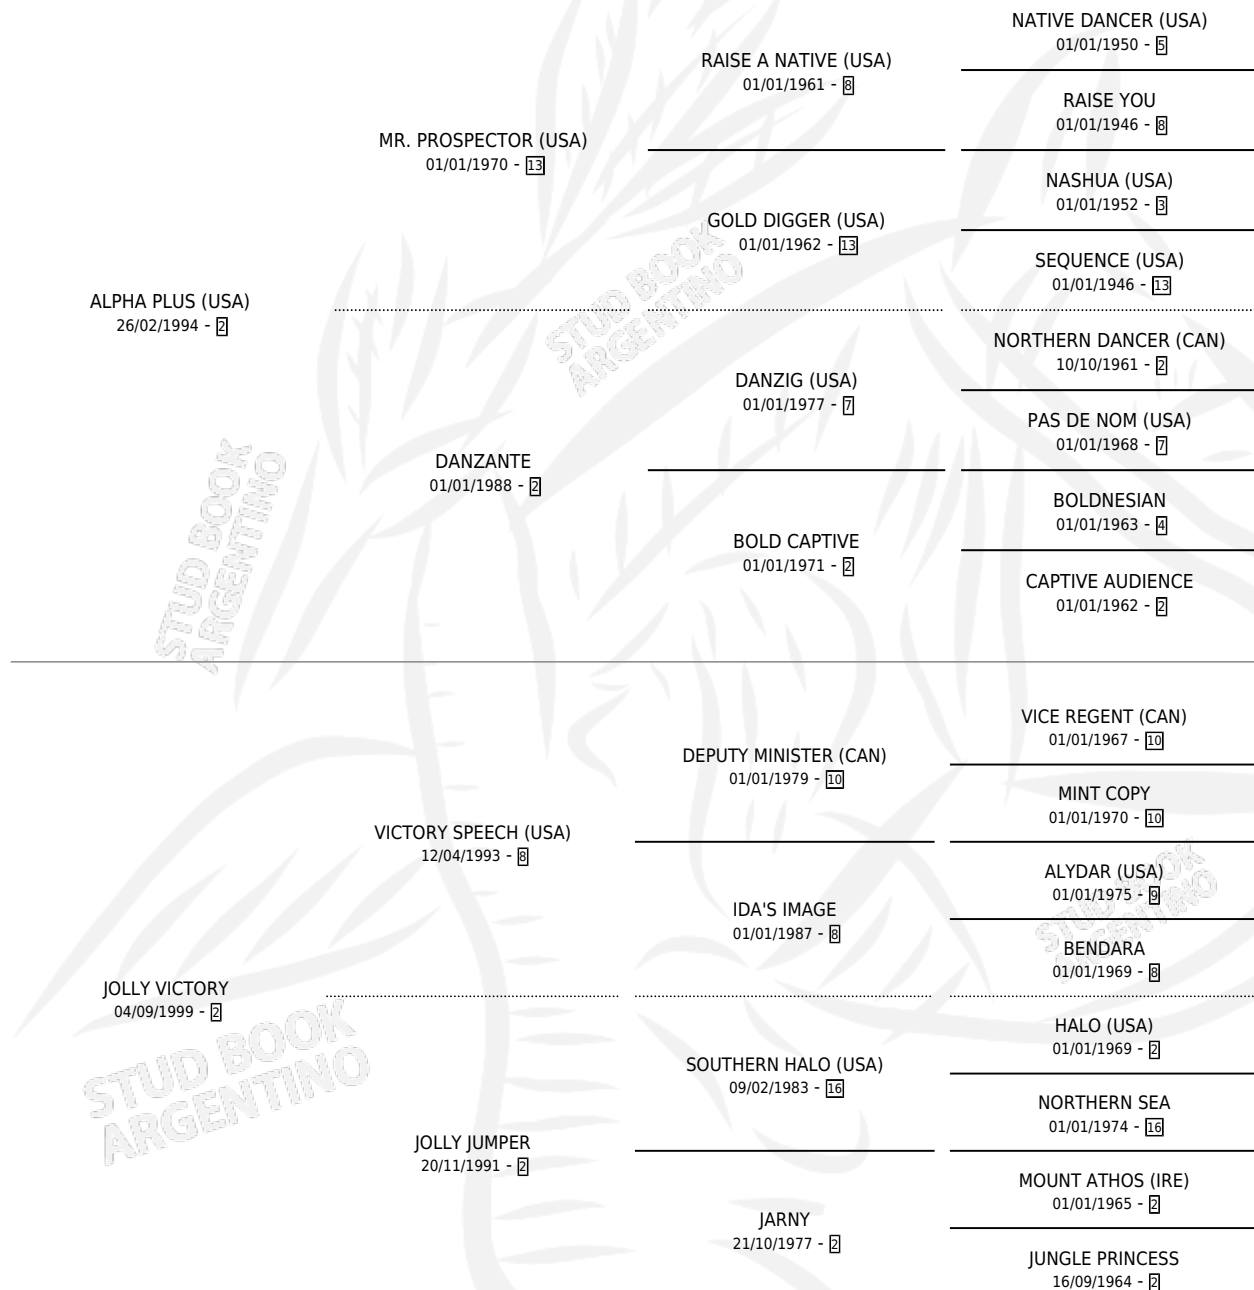 NATIVE DANCER (USA)
01/01/1950 - 5
RAISE A NATIVE (USA)
01/01/1961 - 8
RAISE YOU
01/01/1946 - 8
MR. PROSPECTOR (USA)
01/01/1970 - 13
NASHUA (USA)
01/01/1952 - 3
GOLD DIGGER (USA)
01/01/1962 - 13
SEQUENCE (USA)
01/01/1946 - 13
ALPHA PLUS (USA)
26/02/1994 - 2
NORTHERN DANCER (CAN)
10/10/1961 - 2
DANZIG (USA)
01/01/1977 - 7
PAS DE NOM (USA)
01/01/1968 - 7
DANZANTE
01/01/1988 - 2
BOLDNESIAN
01/01/1963 - 4
BOLD CAPTIVE
01/01/1971 - 2
CAPTIVE AUDIENCE
01/01/1962 - 2
VICE REGENT (CAN)
01/01/1967 - 10
DEPUTY MINISTER (CAN)
01/01/1979 - 10
MINT COPY
01/01/1970 - 10
VICTORY SPEECH (USA)
12/04/1993 - 8
ALYDAR (USA)
01/01/1975 - 9
IDA'S IMAGE
01/01/1987 - 8
BENDARA
01/01/1969 - 8
JOLLY VICTORY
04/09/1999 - 2
HALO (USA)
01/01/1969 - 2
SOUTHERN HALO (USA)
09/02/1983 - 16
NORTHERN SEA
01/01/1974 - 16
JOLLY JUMPER
20/11/1991 - 2
MOUNT ATHOS (IRE)
01/01/1965 - 2
JARNY
21/10/1977 - 2
JUNGLE PRINCESS
16/09/1964 - 2
STUD BOOK
ARGENTINO
STUD BOOK
ARGENTINO
STUD BOOK
ARGENTINO
STUD BOOK
ARGENTINO